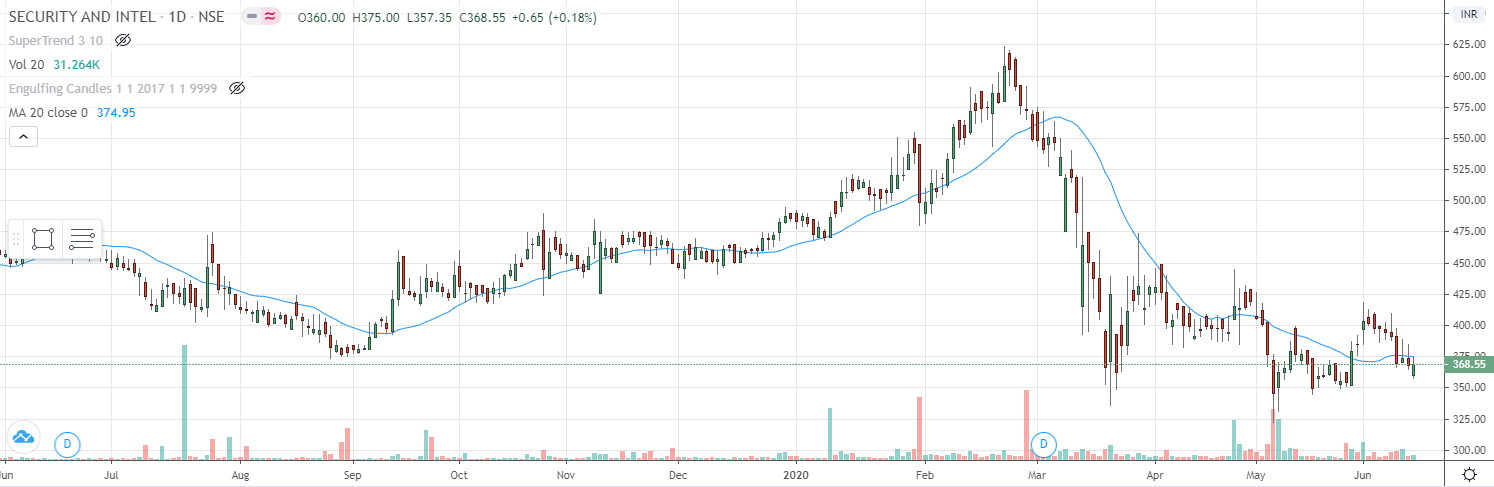 SECURITY AND INTEL · 1D · NSE O360.00 H375.00 L357.35 C368.55 +0.65 (+0.18%) INR
SuperTrend 3 10
Vol 20 31.264K
Engulfing Candles 1 1 2017 1 1 9999
MA 20 close 0 374.95
625.00
600.00
575.00
550.00
525.00
500.00
475.00
450.00
425.00
400.00
375.00
368.55
350.00
325.00
300.00
D D
Jun Jul Aug Sep Oct Nov Dec 2020 Feb Mar Apr May Jun